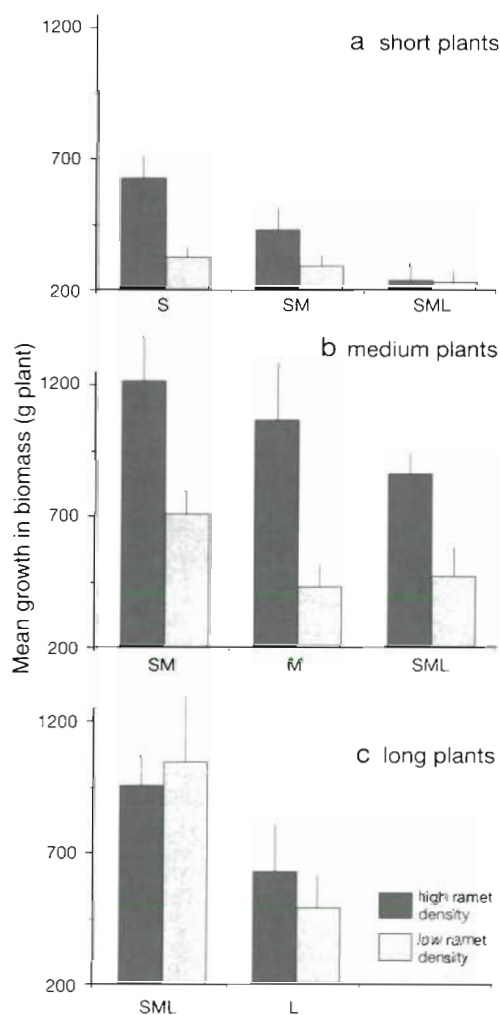 Mean growth in biomass (g plant)
a short plants
1200
700
200
S SM SML
b medium plants
1200
700
200
SM M SML
c long plants
1200
700
200
high ramet
density
low ramet
density
SML L